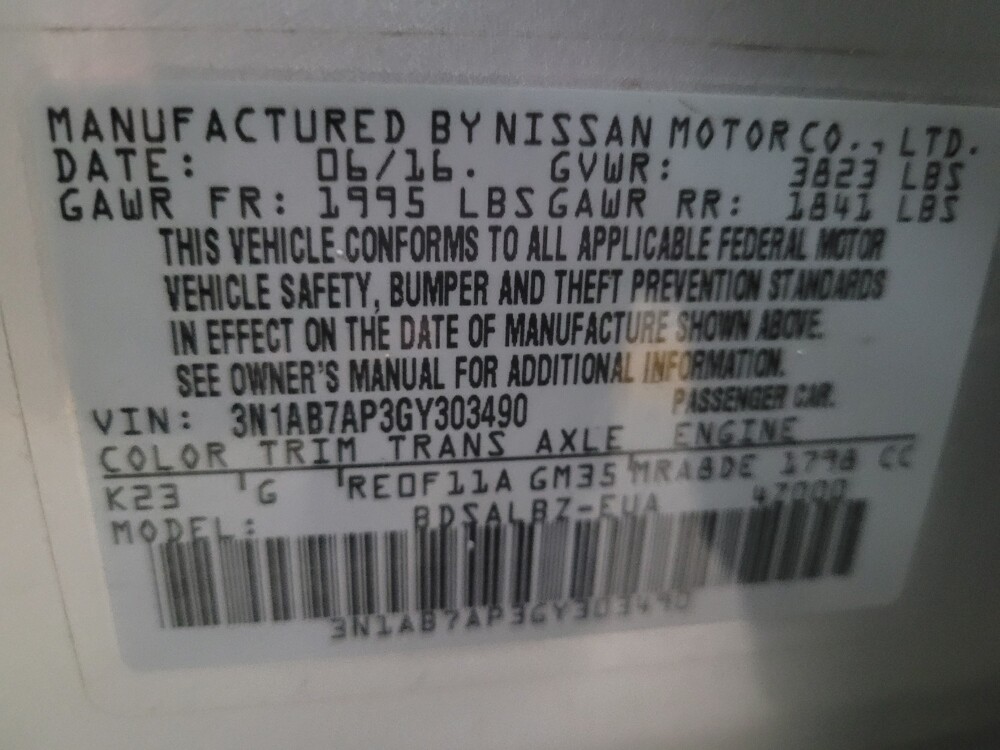 MANUFACTURED BY NISSAN MOTOR CO., LTD.
DATE: 06/16. GVWR: 3823 LBS
GAWR FR: 1995 LBS GAWR RR: 1841 LBS
THIS VEHICLE CONFORMS TO ALL APPLICABLE FEDERAL MOTOR
VEHICLE SAFETY, BUMPER AND THEFT PREVENTION STANDARDS
IN EFFECT ON THE DATE OF MANUFACTURE SHOWN ABOVE.
SEE OWNER'S MANUAL FOR ADDITIONAL INFORMATION.
VIN: 3N1AB7AP3GY303490 PASSENGER CAR.
COLOR TRIM TRANS AXLE ENGINE
K23 G RE0F11A GM35 MRA8DE 1798 CC
MODEL: BDSALBZ-EUA 47000
3N1AB7AP3GY303490